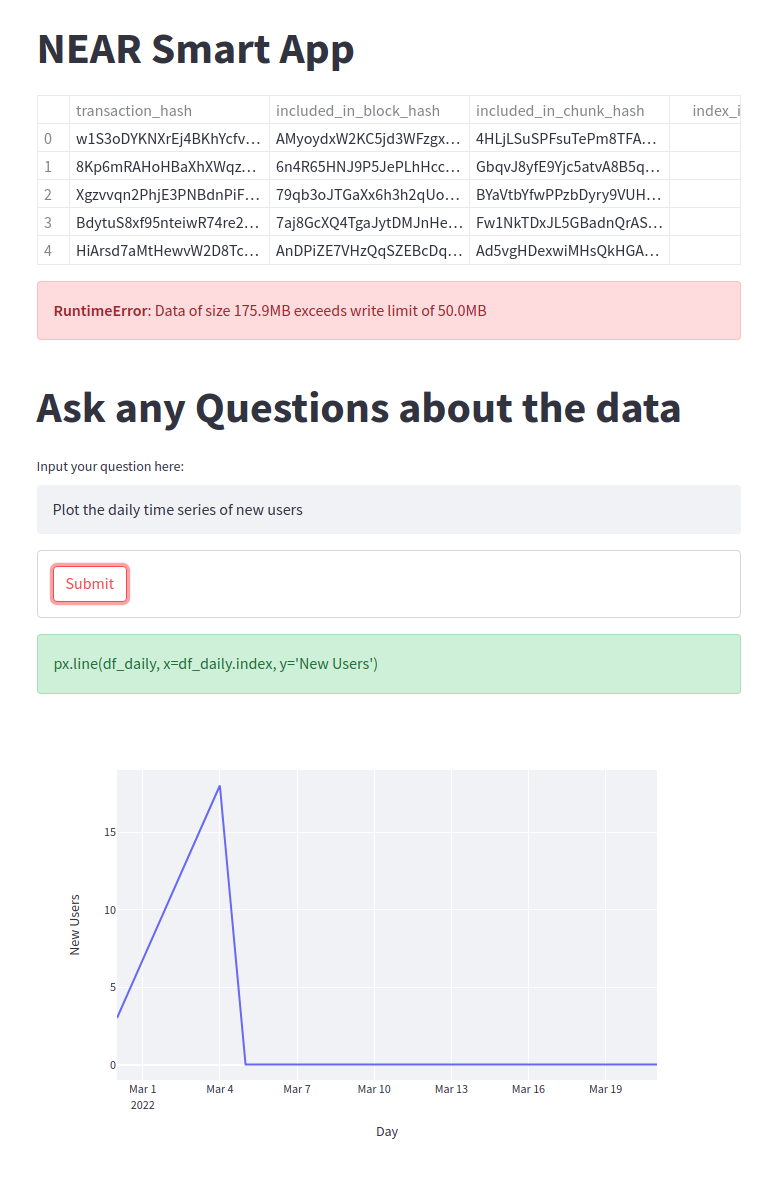 NEAR Smart App
transaction_hash included_in_block_hash included_in_chunk_hash index_i
0 w1S3oDYKNXrEj4BKhYcfv… AMyoydxW2KC5jd3WFzgx… 4HLjLSuSPFsuTePm8TFA…
1 8Kp6mRAHoHBaXhXWqz… 6n4R65HNJ9P5JePLhHcc… GbqvJ8yfE9Yjc5atvA8B5q…
2 Xgzvvqn2PhjE3PNBdnPiF… 79qb3oJTGaXx6h3h2qUo… BYaVtbYfwPPzbDyry9VUH…
3 BdytuS8xf95nteiwR74re2… 7aj8GcXQ4TgaJytDMJnHe… Fw1NkTDxJL5GBadnQrAS…
4 HiArsd7aMtHewvW2D8Tc… AnDPiZE7VHzQqSZEBcDq… Ad5vgHDexwiMHsQkHGA…
RuntimeError: Data of size 175.9MB exceeds write limit of 50.0MB
Ask any Questions about the data
Input your question here:
Plot the daily time series of new users
Submit
px.line(df_daily, x=df_daily.index, y='New Users')
15
10
5
0
New Users
Mar 1 Mar 4 Mar 7 Mar 10 Mar 13 Mar 16 Mar 19
2022
Day